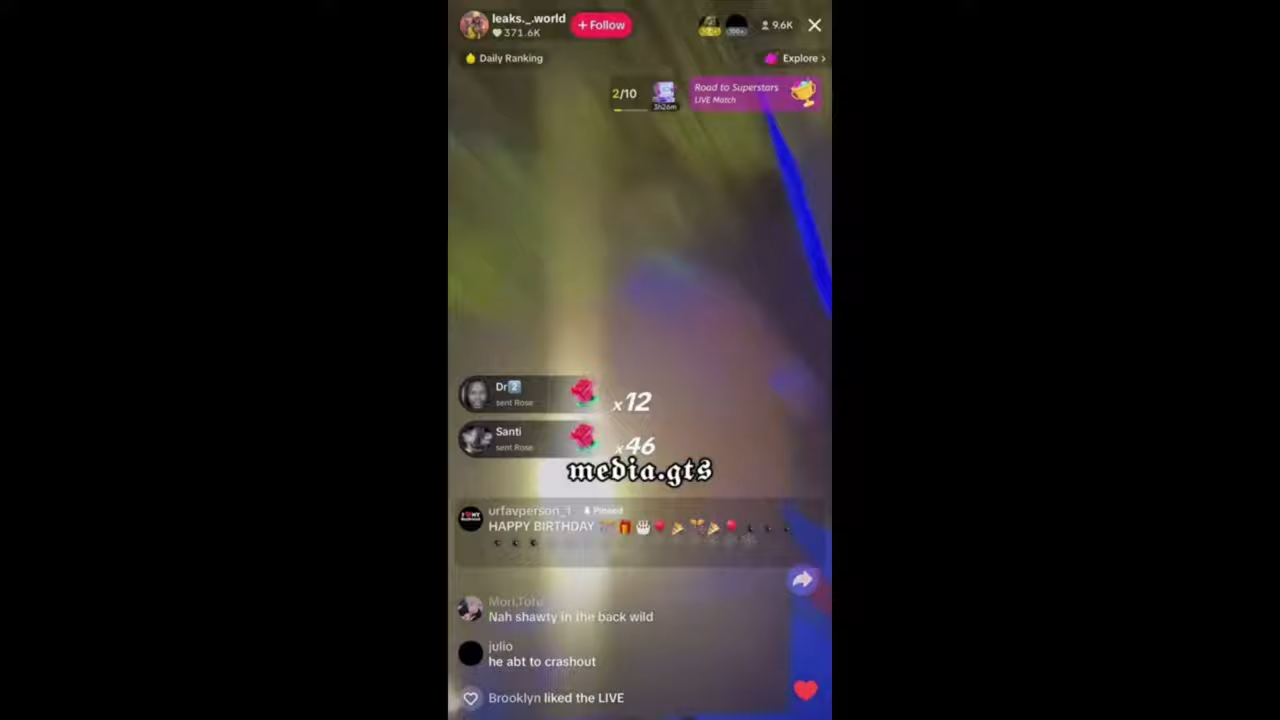 leaks._.world
371.6K
+ Follow
9.6K
Daily Ranking
Explore >
2/10
3h26m
Road to Superstars
LIVE Match
Dr2
sent Rose
x12
Santi
sent Rose
x46
media.gts
urfavperson_1 Pinned
HAPPY BIRTHDAY
Nah shawty in the back wild
julio
he abt to crashout
Brooklyn liked the LIVE